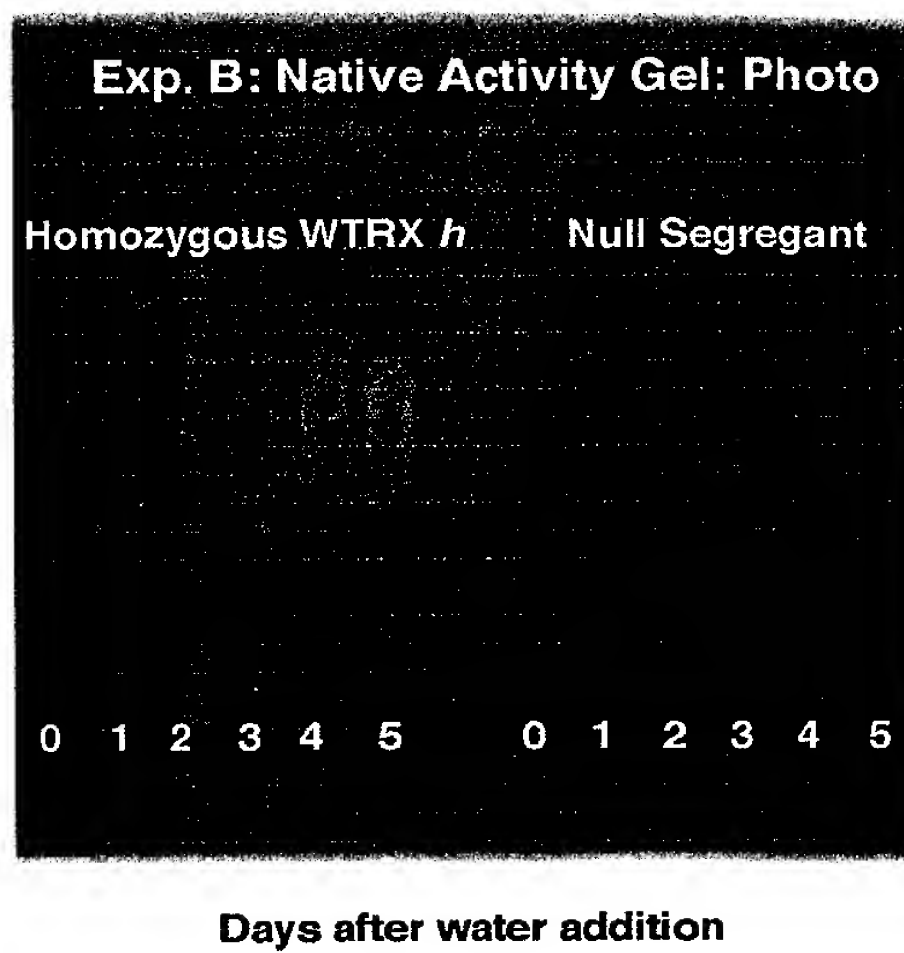 Exp. B: Native Activity Gel: Photo
Homozygous WTRX h Null Segregant
0 1 2 3 4 5 0 1 2 3 4 5
Days after water addition